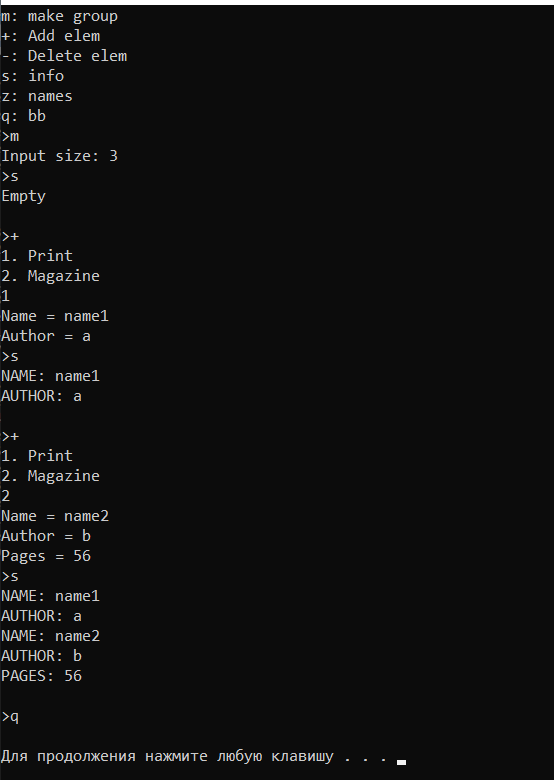 m: make group
+: Add elem
-: Delete elem
s: info
z: names
q: bb
>m
Input size: 3
>s
Empty
>+
1. Print
2. Magazine
1
Name = name1
Author = a
>s
NAME: name1
AUTHOR: a
>+
1. Print
2. Magazine
2
Name = name2
Author = b
Pages = 56
>s
NAME: name1
AUTHOR: a
NAME: name2
AUTHOR: b
PAGES: 56
>q
Для продолжения нажмите любую клавишу . . .